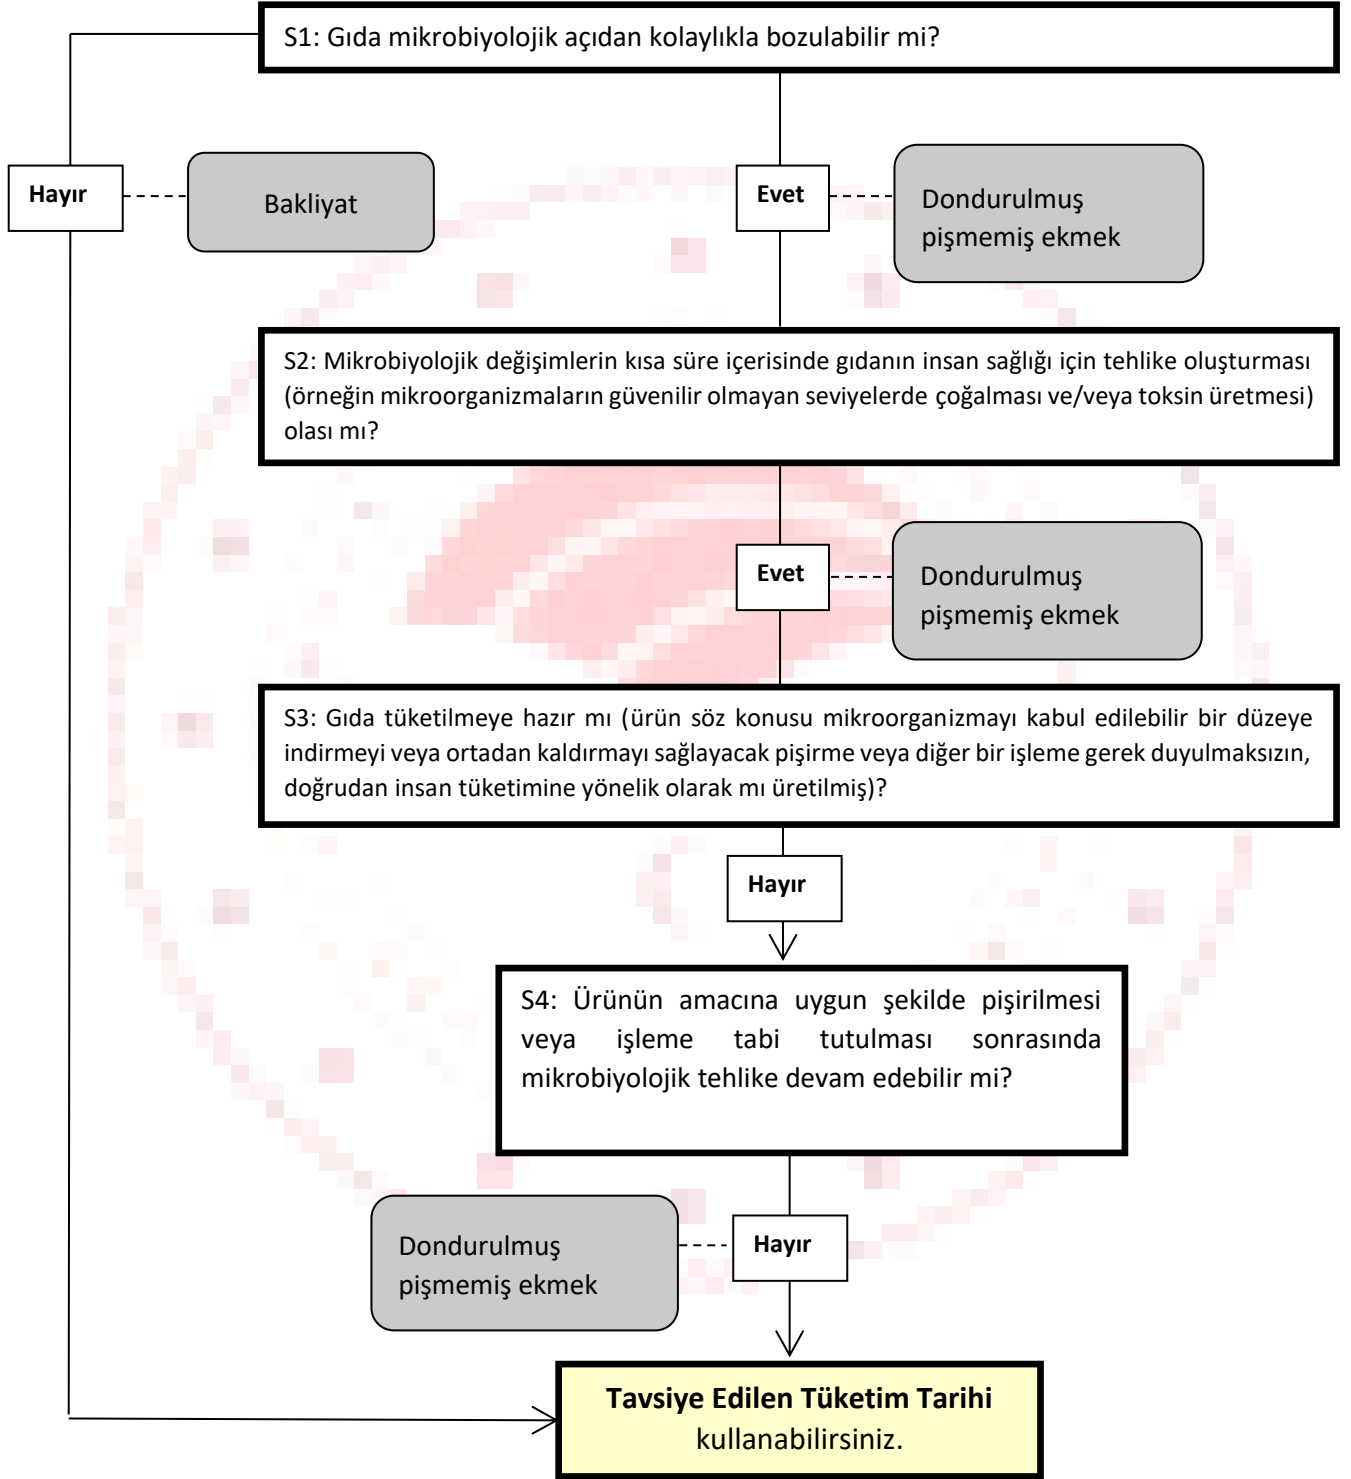 S1: Gıda mikrobiyolojik açıdan kolaylıkla bozulabilir mi?
Hayır
Bakliyat
Evet
Dondurulmuş
pişmemiş ekmek
S2: Mikrobiyolojik değişimlerin kısa süre içerisinde gıdanın insan sağlığı için tehlike oluşturması
(örneğin mikroorganizmaların güvenilir olmayan seviyelerde çoğalması ve/veya toksin üretmesi)
olası mı?
Evet
Dondurulmuş
pişmemiş ekmek
S3: Gıda tüketilmeye hazır mı (ürün söz konusu mikroorganizmayı kabul edilebilir bir düzeye
indirmeyi veya ortadan kaldırmayı sağlayacak pişirme veya diğer bir işleme gerek duyulmaksızın,
doğrudan insan tüketimine yönelik olarak mı üretilmiş)?
Hayır
S4: Ürünün amacına uygun şekilde pişirilmesi
veya işleme tabi tutulması sonrasında
mikrobiyolojik tehlike devam edebilir mi?
Dondurulmuş
pişmemiş ekmek
Hayır
Tavsiye Edilen Tüketim Tarihi
kullanabilirsiniz.